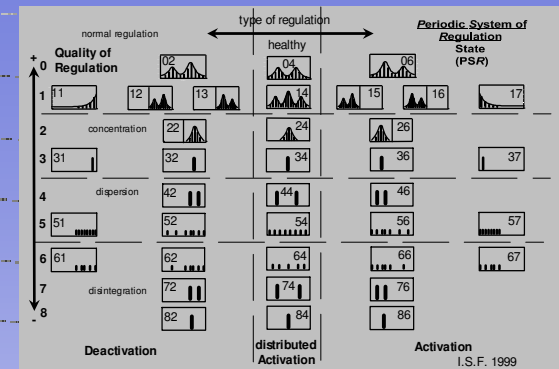 type of regulation
normal regulation
healthy
Periodic System of
Regulation
State
(PSR)
Quality of
Regulation
+
0
02
04
06
1
11
12
13
14
15
16
17
2
concentration
22
24
26
3
31
32
34
36
37
4
dispersion
42
44
46
5
51
52
54
56
57
6
61
62
64
66
67
7
disintegration
72
74
76
8
82
84
86
-
Deactivation
distributed
Activation
Activation
I.S.F. 1999